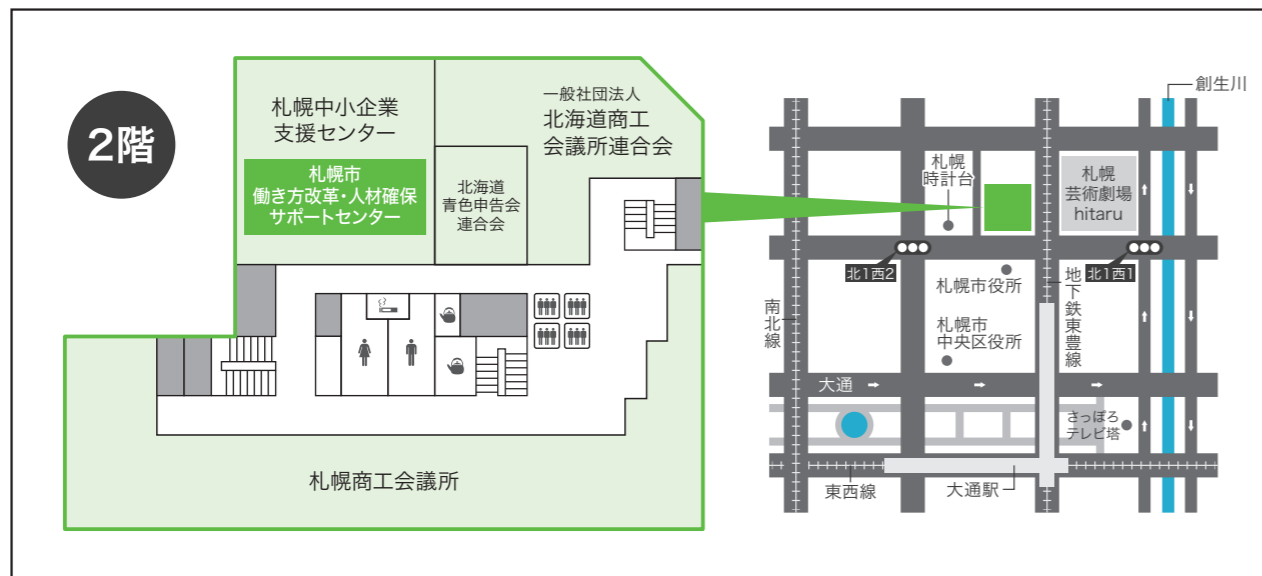 2階
札幌中小企業
支援センター
札幌市
働き方改革・人材確保
サポートセンター
一般社団法人
北海道商工
会議所連合会
北海道
青色申告会
連合会
札幌商工会議所
創生川
札幌
時計台
札幌
芸術劇場
hitaru
北1西2
北1西1
札幌市役所
札幌市
中央区役所
南北線
地下鉄東豊線
大通
さっぽろ
テレビ塔
東西線
大通駅